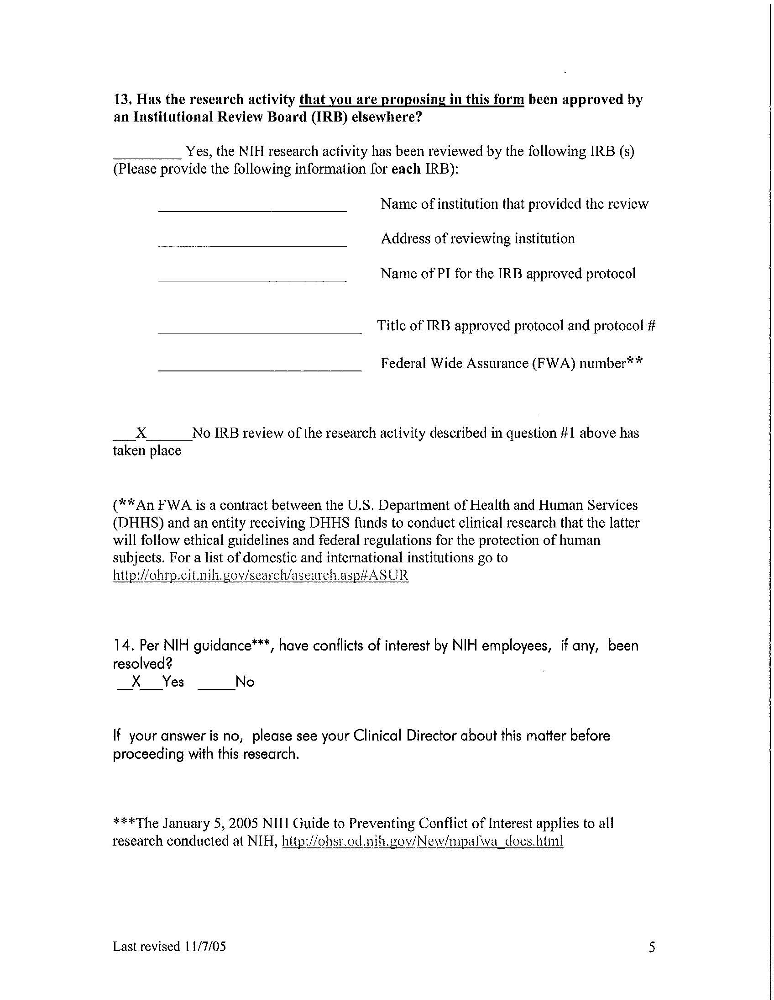 13. Has the research activity that you are proposing in this form been approved by
an Institutional Review Board (IRB) elsewhere?
_________ Yes, the NIH research activity has been reviewed by the following IRB (s)
(Please provide the following information for each IRB):
_________________________ Name of institution that provided the review
_________________________ Address of reviewing institution
_________________________ Name of PI for the IRB approved protocol
___________________________ Title of IRB approved protocol and protocol #
___________________________ Federal Wide Assurance (FWA) number**
___X______No IRB review of the research activity described in question #1 above has
taken place
(**An FWA is a contract between the U.S. Department of Health and Human Services
(DHHS) and an entity receiving DHHS funds to conduct clinical research that the latter
will follow ethical guidelines and federal regulations for the protection of human
subjects. For a list of domestic and international institutions go to
http://ohrp.cit.nih.gov/search/asearch.asp#ASUR
14. Per NIH guidance***, have conflicts of interest by NIH employees, if any, been
resolved?
__X___Yes _____No
If your answer is no, please see your Clinical Director about this matter before
proceeding with this research.
***The January 5, 2005 NIH Guide to Preventing Conflict of Interest applies to all
research conducted at NIH, http://ohsr.od.nih.gov/New/mpafwa_docs.html
Last revised 11/7/05 5